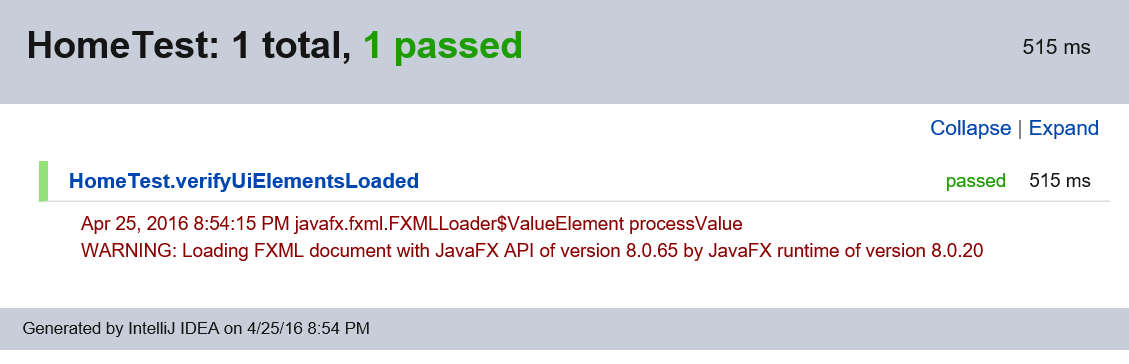 HomeTest: 1 total, 1 passed 515 ms
Collapse | Expand
HomeTest.verifyUiElementsLoaded passed 515 ms
Apr 25, 2016 8:54:15 PM javafx.fxml.FXMLLoader$ValueElement processValue
WARNING: Loading FXML document with JavaFX API of version 8.0.65 by JavaFX runtime of version 8.0.20
Generated by IntelliJ IDEA on 4/25/16 8:54 PM